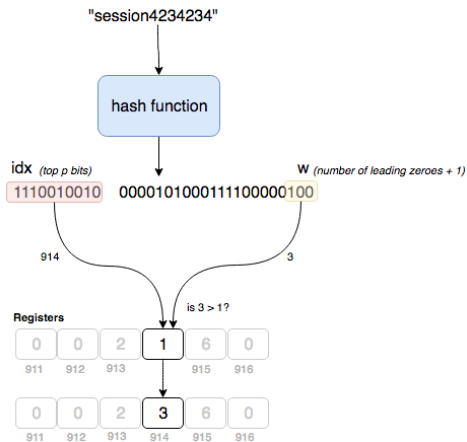 "session4234234"
hash function
idx (top p bits)
w (number of leading zeroes + 1)
1110010010 0000101000111100000100
914
3
is 3 > 1?
Registers
0 0 2 1 6 0
911 912 913 915 916
0 0 2 3 6 0
911 912 913 914 915 916